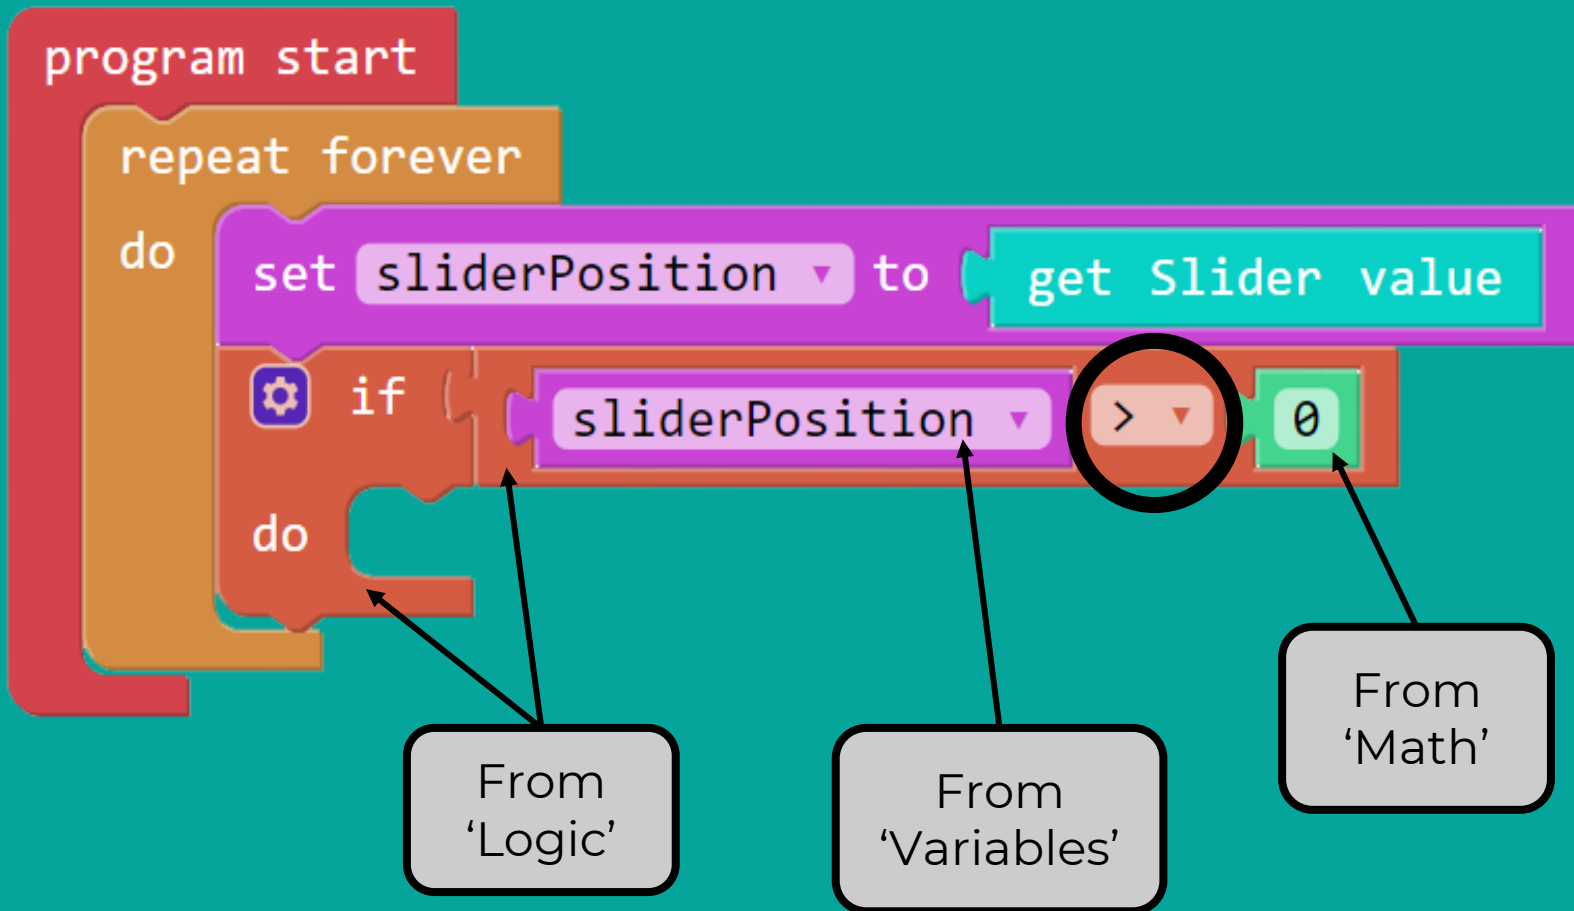 program start
repeat forever
do
set sliderPosition to get Slider value
if sliderPosition > 0
do
From
‘Logic’
From
‘Variables’
From
‘Math’